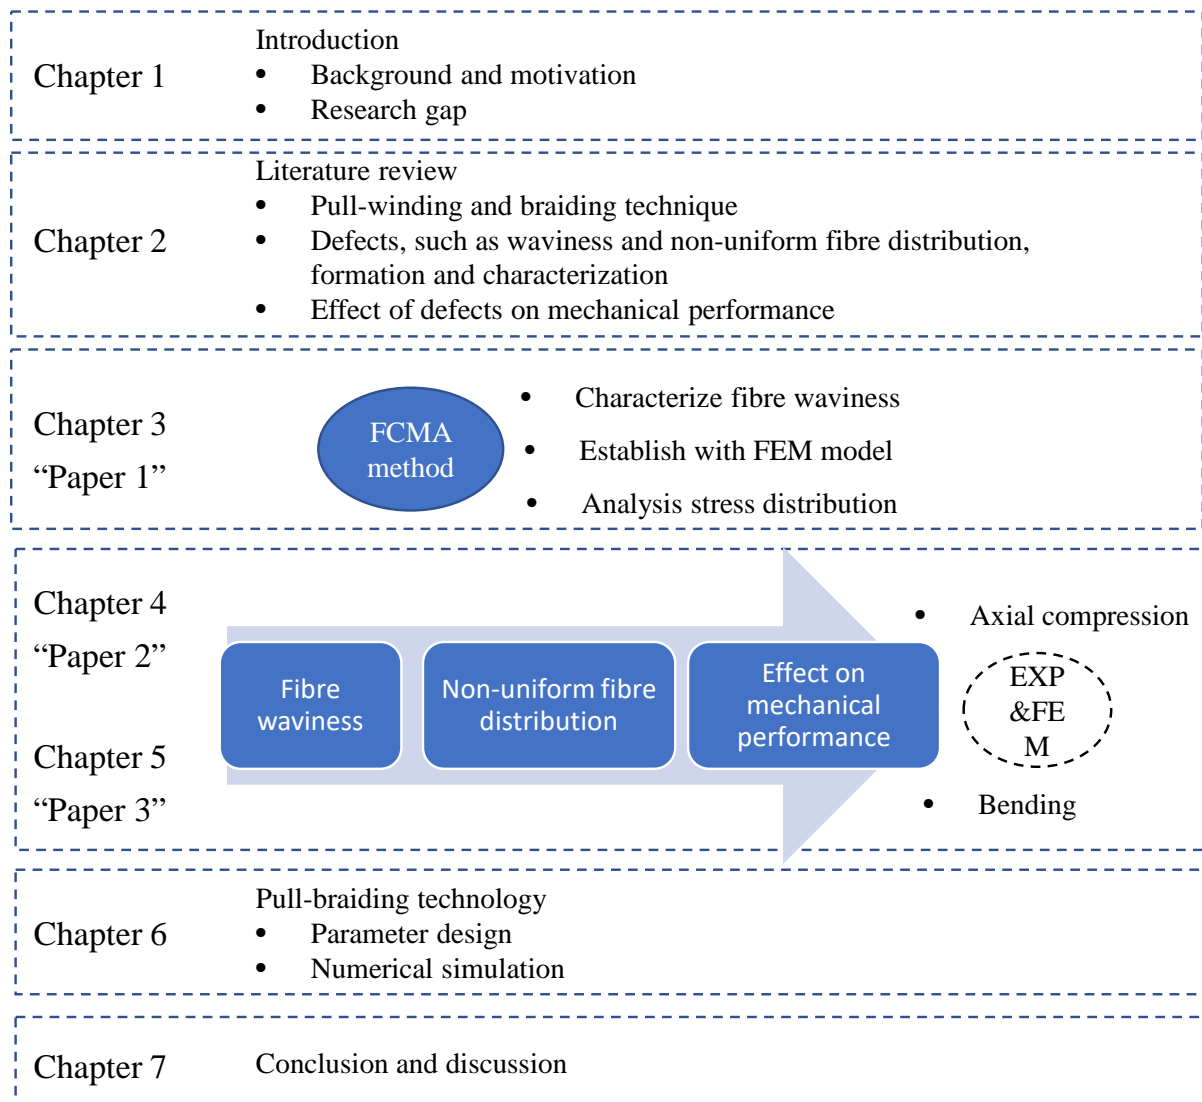 Chapter 1
Introduction
• Background and motivation
• Research gap
Chapter 2
Literature review
• Pull-winding and braiding technique
• Defects, such as waviness and non-uniform fibre distribution,
formation and characterization
• Effect of defects on mechanical performance
Chapter 3
“Paper 1”
FCMA
method
• Characterize fibre waviness
• Establish with FEM model
• Analysis stress distribution
Chapter 4
“Paper 2”
Chapter 5
“Paper 3”
Fibre
waviness
Non-uniform fibre
distribution
Effect on
mechanical
performance
• Axial compression
EXP
&FE
M
• Bending
Chapter 6
Pull-braiding technology
• Parameter design
• Numerical simulation
Chapter 7
Conclusion and discussion